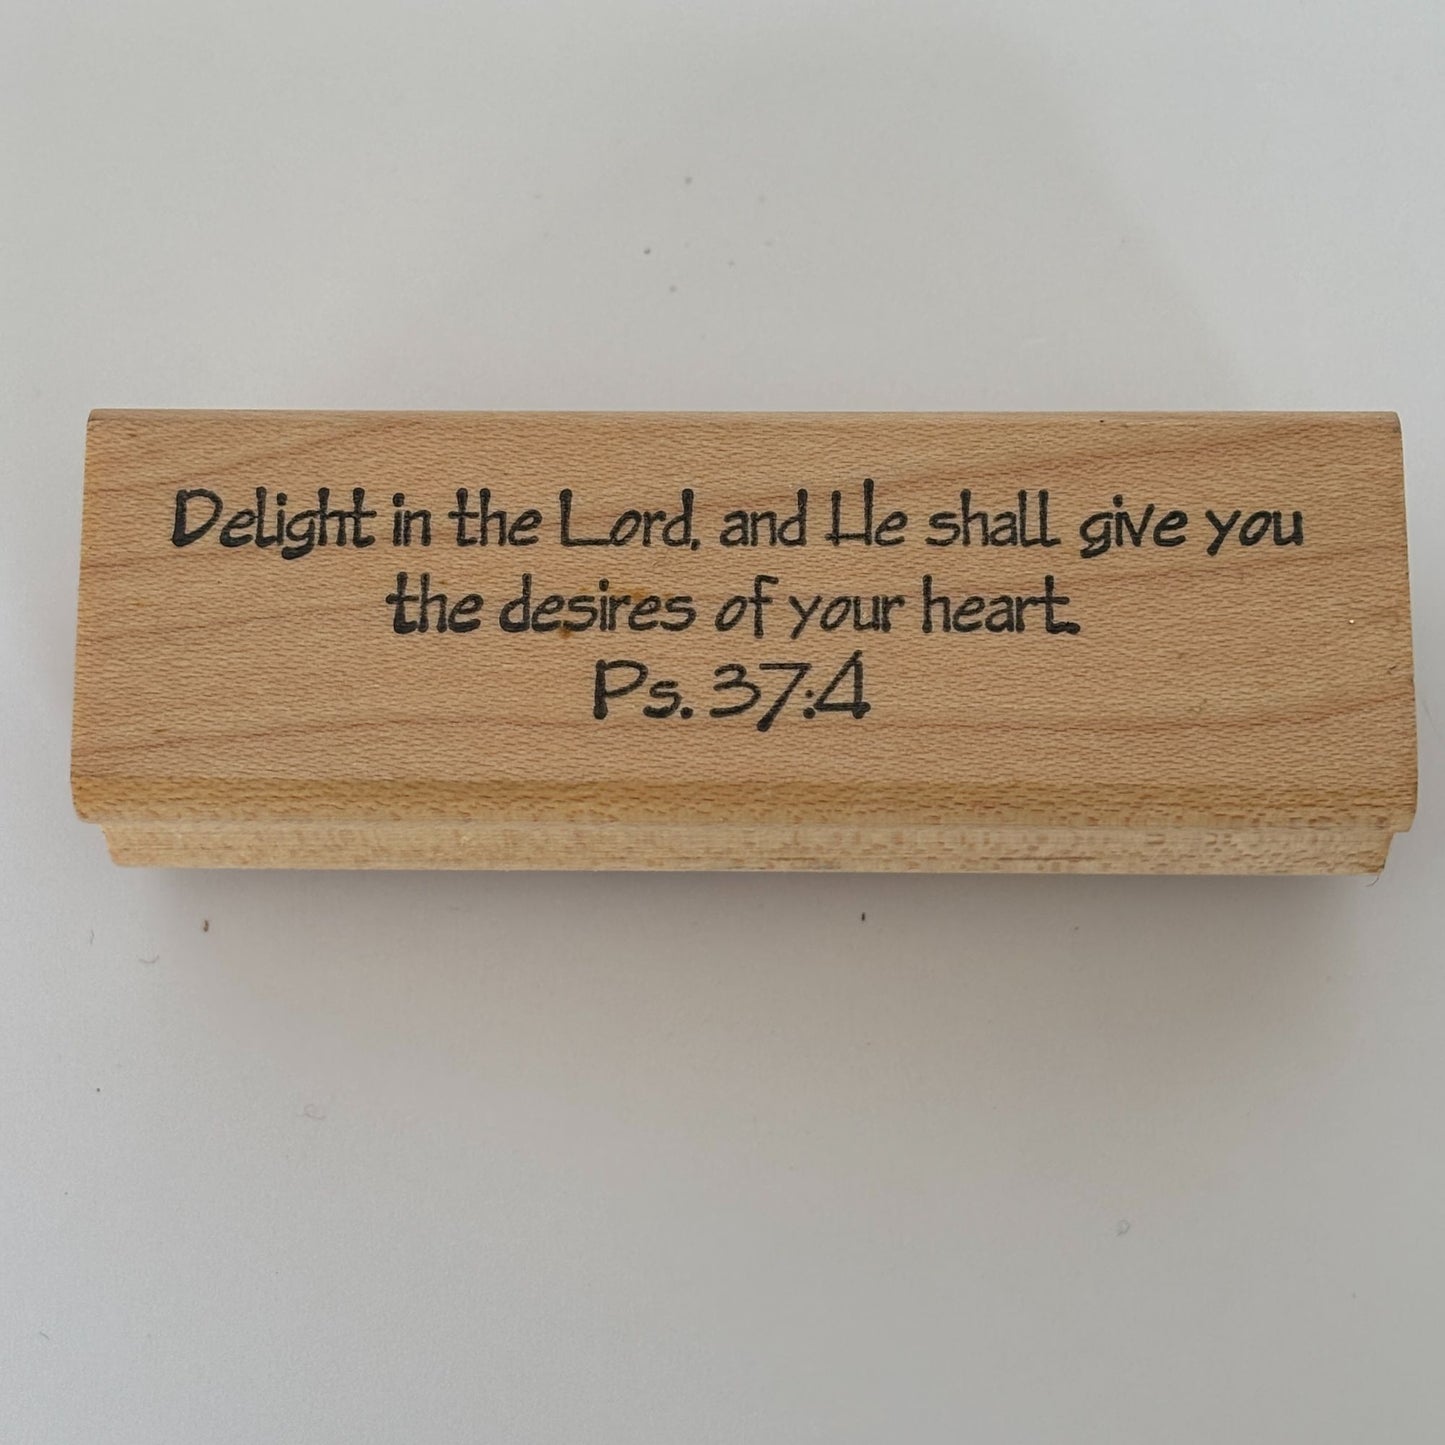 Delight in the Lord, and He shall give you
the desires of your heart.
Ps. 37:4